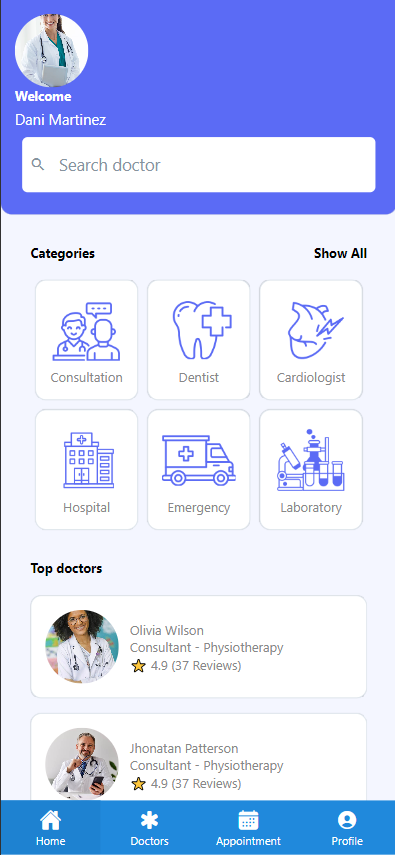 Welcome
Dani Martinez
Search doctor
Categories
Show All
Consultation
Dentist
Cardiologist
Hospital
Emergency
Laboratory
Top doctors
Olivia Wilson
Consultant - Physiotherapy
4.9 (37 Reviews)
Jhonatan Patterson
Consultant - Physiotherapy
4.9 (37 Reviews)
Home
Doctors
Appointment
Profile